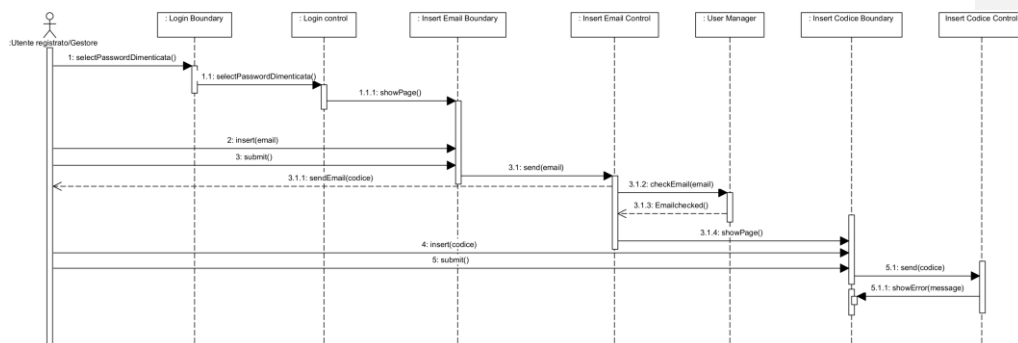 : Login Boundary
: Login control
: Insert Email Boundary
: Insert Email Control
: User Manager
: Insert Codice Boundary
Insert Codice Control
:Utente registrato/Gestore
1: selectPasswordDimenticata()
1.1: selectPasswordDimenticata()
1.1.1: showPage()
2: insert(email)
3: submit()
3.1: send(email)
3.1.1: sendEmail(codice)
3.1.2: checkEmail(email)
3.1.3: Emailchecked()
3.1.4: showPage()
4: insert(codice)
5: submit()
5.1: send(codice)
5.1.1: showError(message)